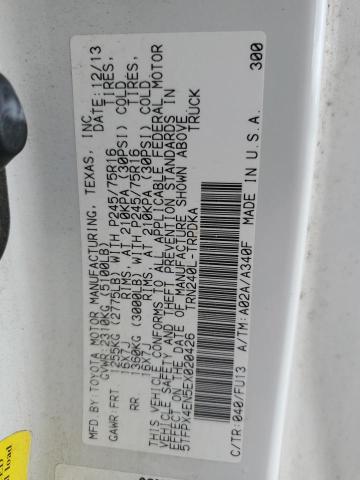 MFD.BY:TOYOTA MOTOR MANUFACTURING, TEXAS, INC.
GVWR:2310KG (5100LB) DATE: 12/13
GAWR:FRT 1255KG (2775LB) WITH P245/75R16 TIRES,
16X7J RIMS, AT 210KPA (30PSI) COLD
RR 1360KG (3000LB) WITH P245/75R16 TIRES,
16X7J RIMS, AT 210KPA (30PSI) COLD
THIS VEHICLE CONFORMS TO ALL APPLICABLE FEDERAL MOTOR
VEHICLE SAFETY AND THEFT PREVENTION STANDARDS IN
EFFECT ON THE DATE OF MANUFACTURE SHOWN ABOVE.
5TFPX4EN5EX020426 TRUCK
TRN240L-TRPDKA
C/TR:040/FU13 A/TM:A02A/A340F MADE IN U.S.A. 300
load